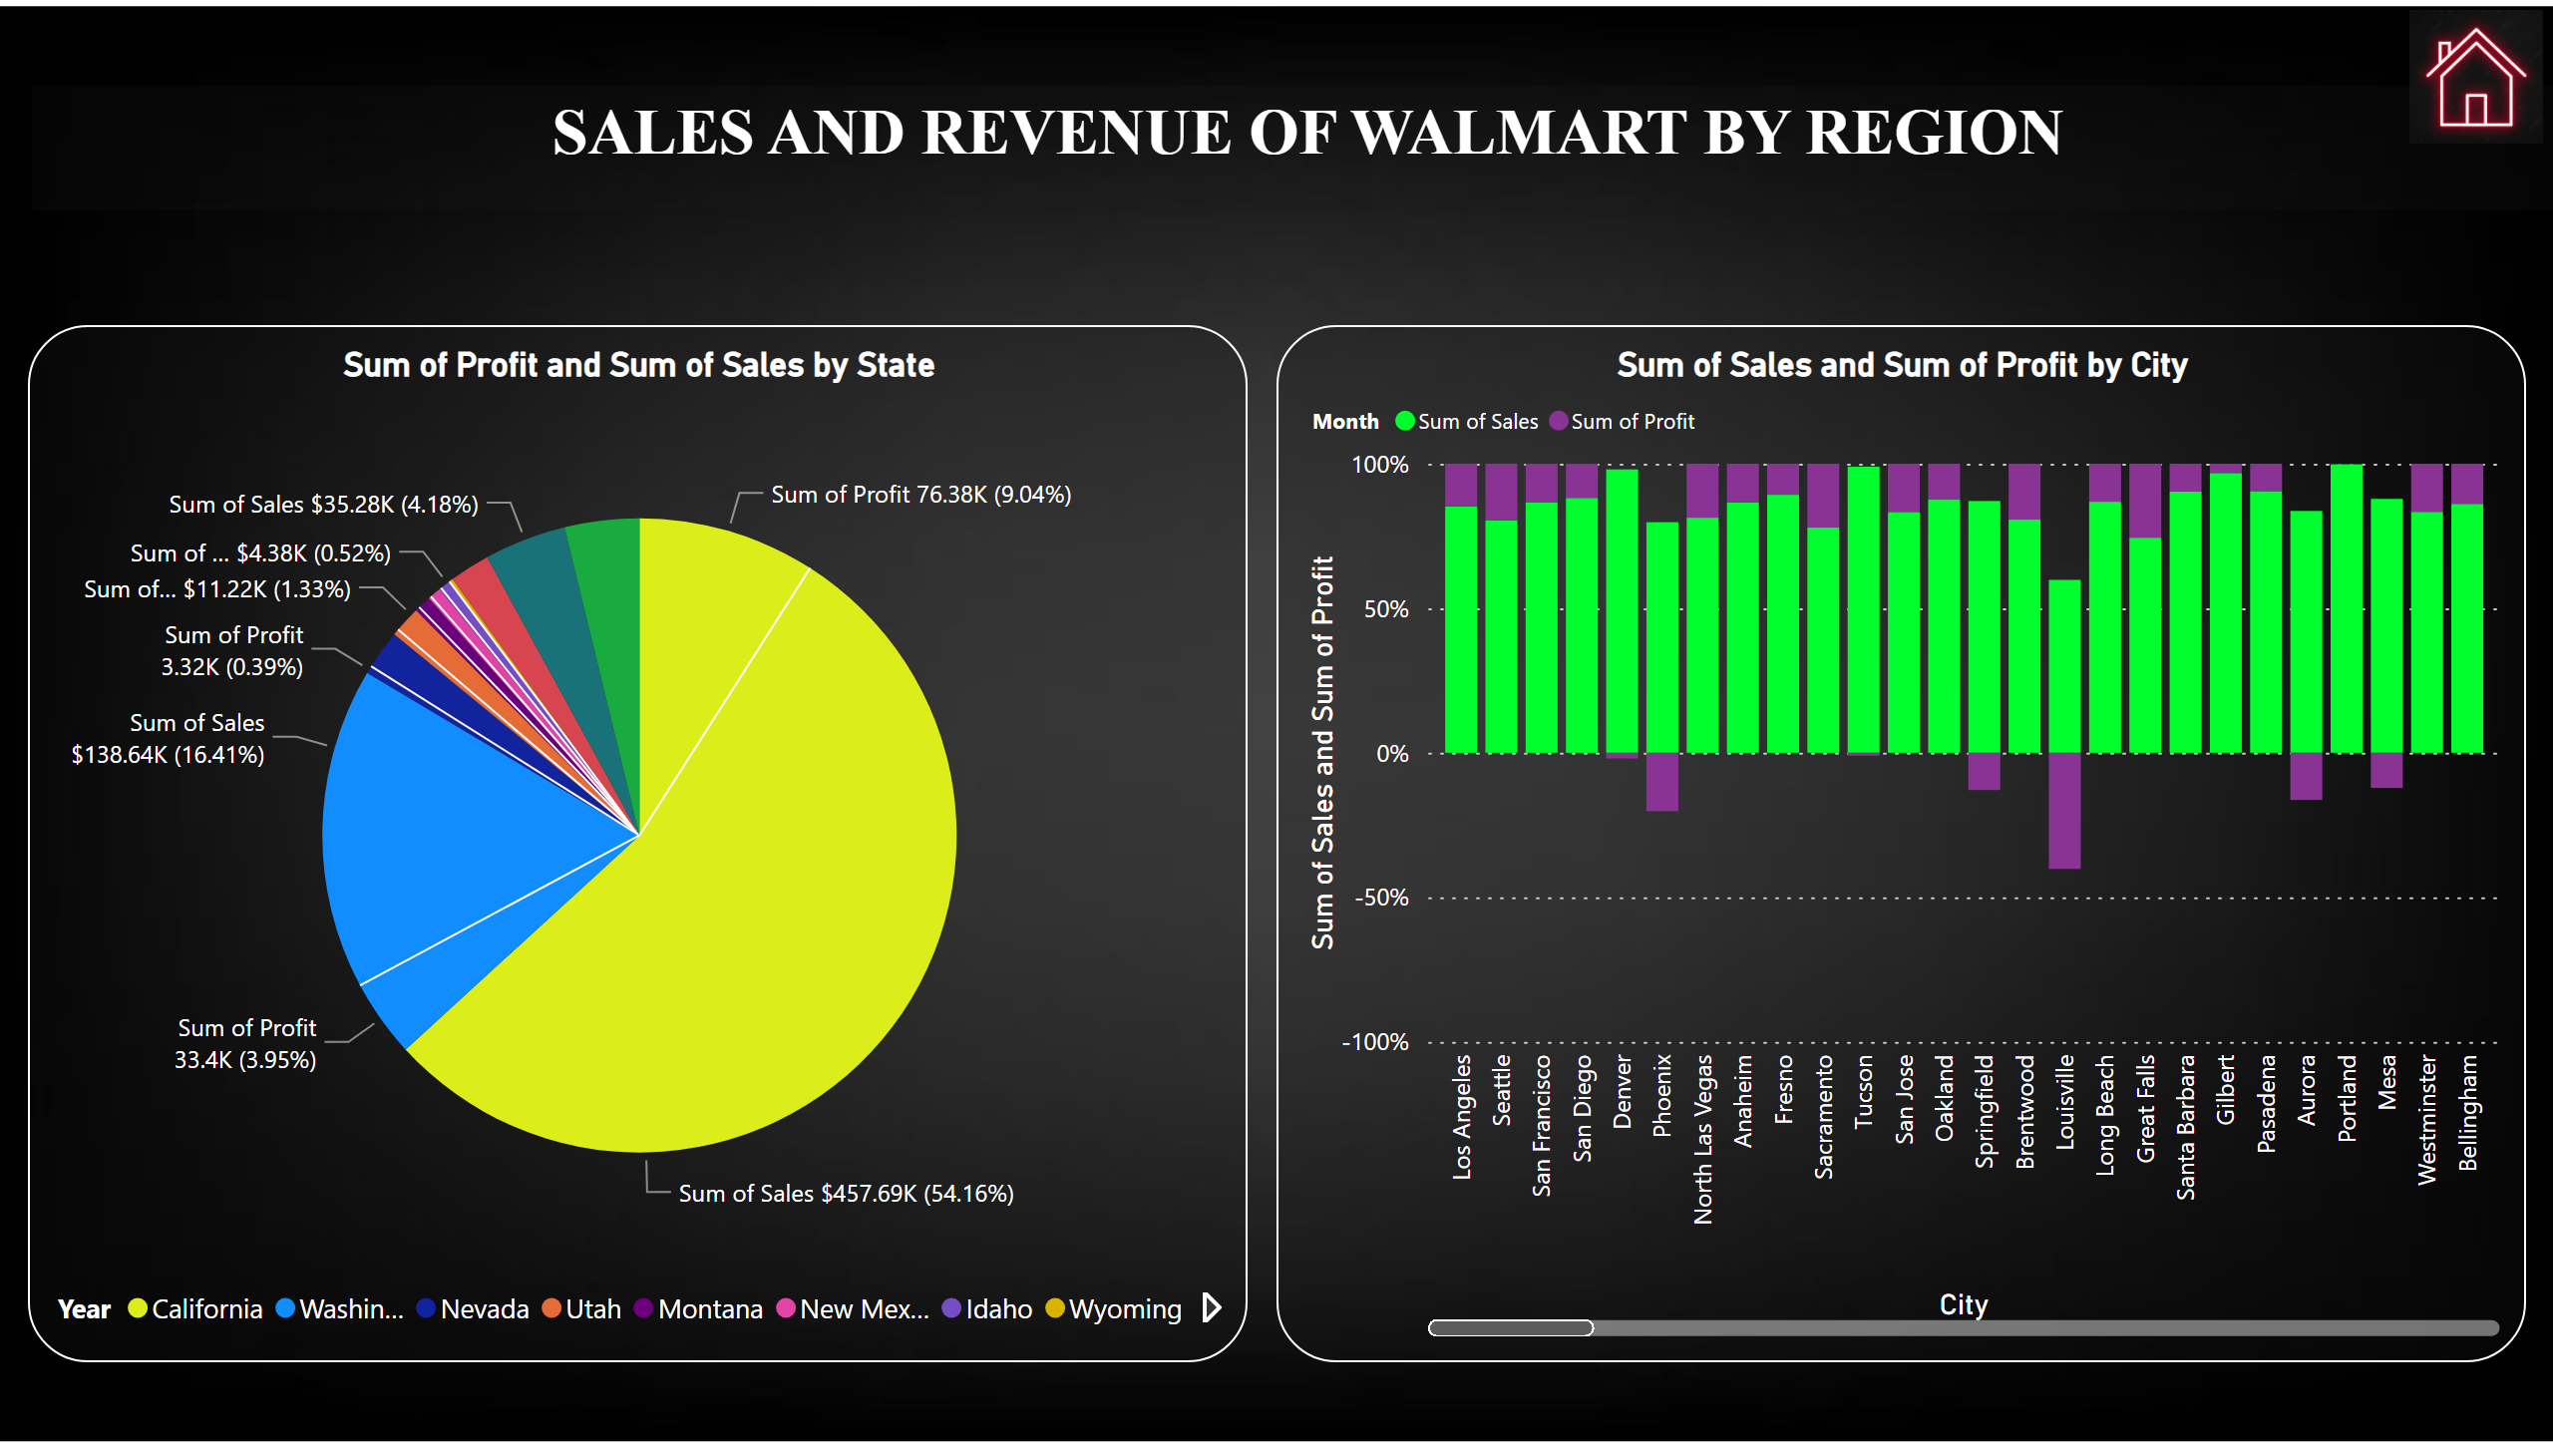 SALES AND REVENUE OF WALMART BY REGION
Sum of Profit and Sum of Sales by State
Sum of Profit 76.38K (9.04%)
Sum of Sales $35.28K (4.18%)
Sum of ... $4.38K (0.52%)
Sum of... $11.22K (1.33%)
Sum of Profit
3.32K (0.39%)
Sum of Sales
$138.64K (16.41%)
Sum of Profit
33.4K (3.95%)
Sum of Sales $457.69K (54.16%)
Year California Washin... Nevada Utah Montana New Mex... Idaho Wyoming
Sum of Sales and Sum of Profit by City
Month Sum of Sales Sum of Profit
Sum of Sales and Sum of Profit
100%
50%
0%
-50%
-100%
Los Angeles
Seattle
San Francisco
San Diego
Denver
Phoenix
North Las Vegas
Anaheim
Fresno
Sacramento
Tucson
San Jose
Oakland
Springfield
Brentwood
Louisville
Long Beach
Great Falls
Santa Barbara
Gilbert
Pasadena
Aurora
Portland
Mesa
Westminster
Bellingham
City